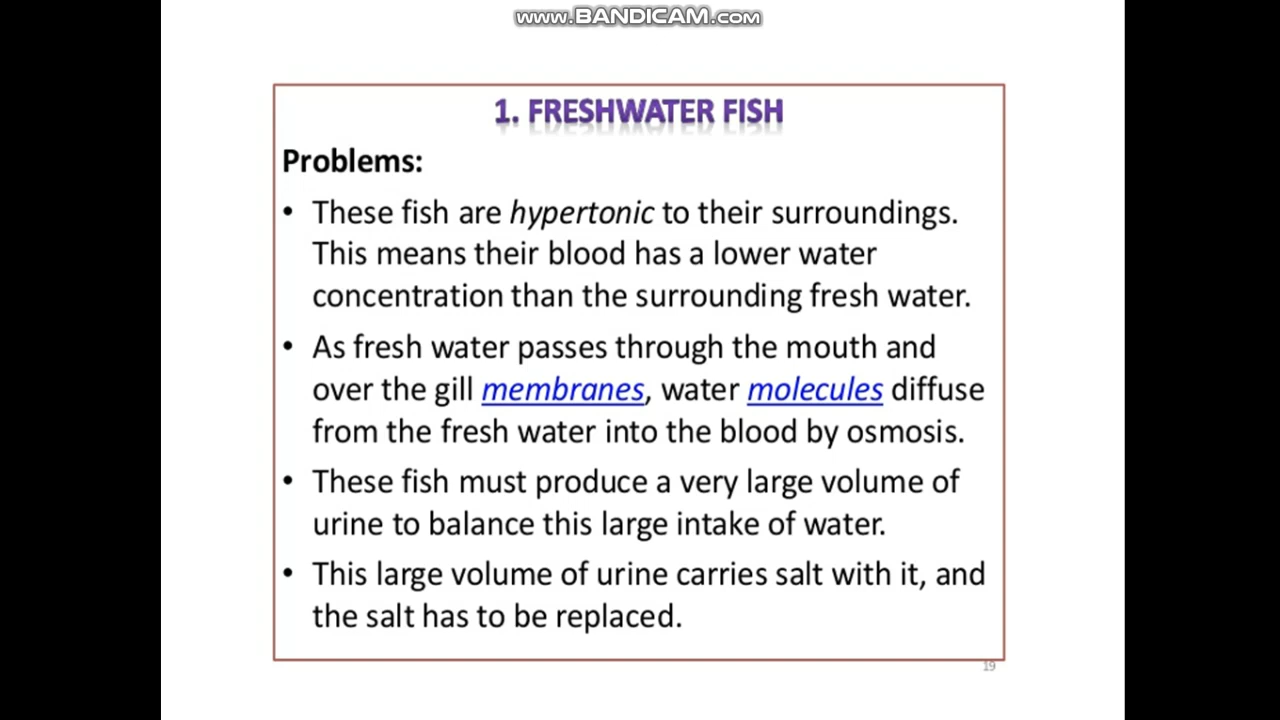 www.BANDICAM.com
1. FRESHWATER FISH
Problems:
• These fish are hypertonic to their surroundings.
This means their blood has a lower water
concentration than the surrounding fresh water.
• As fresh water passes through the mouth and
over the gill membranes, water molecules diffuse
from the fresh water into the blood by osmosis.
• These fish must produce a very large volume of
urine to balance this large intake of water.
• This large volume of urine carries salt with it, and
the salt has to be replaced.
19